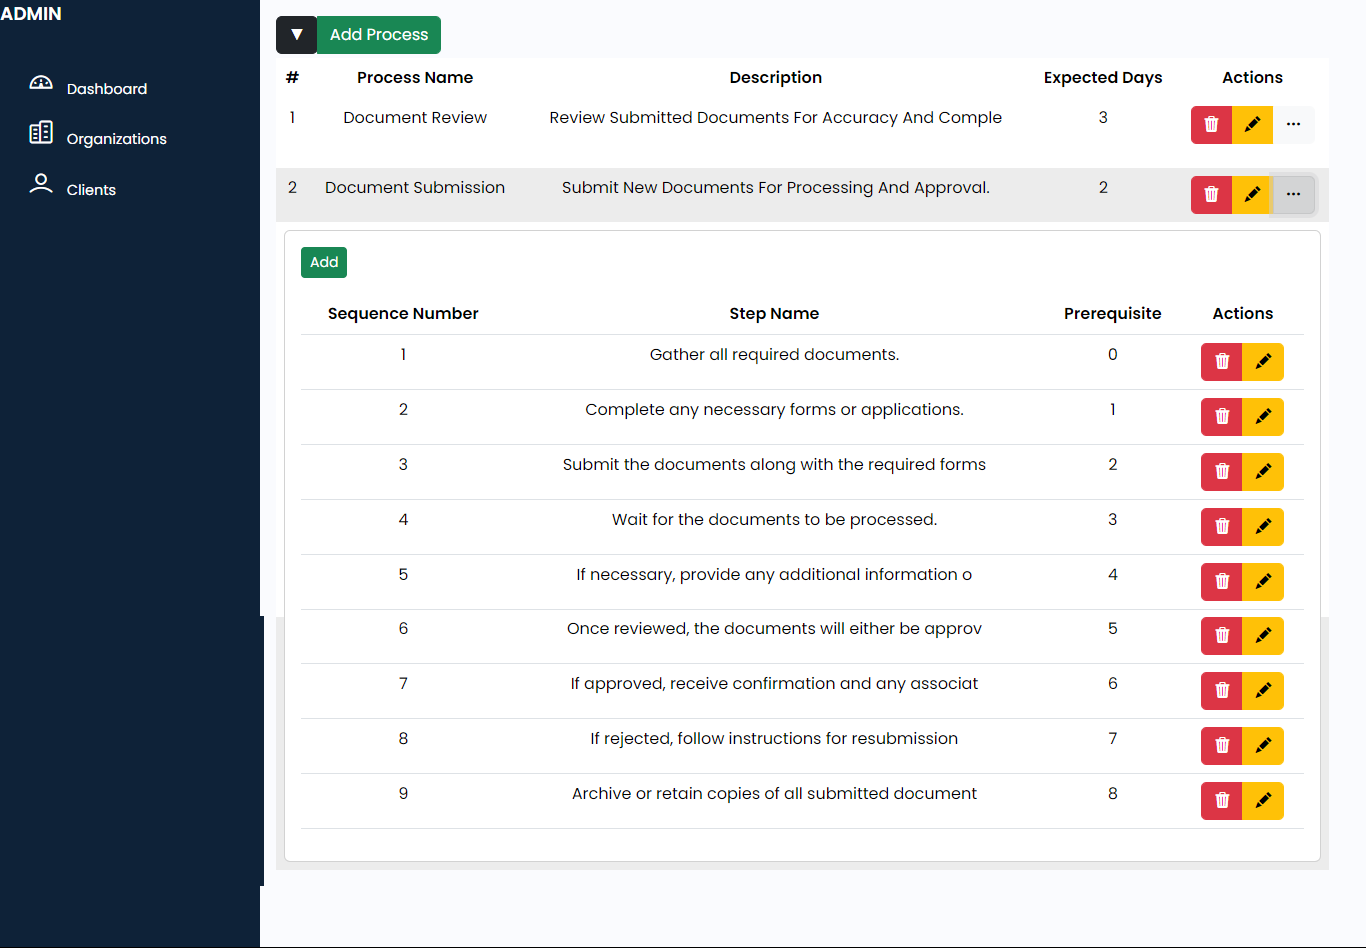 ADMIN
Dashboard
Organizations
Clients
▼ Add Process
# Process Name Description Expected Days Actions
1 Document Review Review Submitted Documents For Accuracy And Comple 3 ...
2 Document Submission Submit New Documents For Processing And Approval. 2 ...
Add
Sequence Number Step Name Prerequisite Actions
1 Gather all required documents. 0
2 Complete any necessary forms or applications. 1
3 Submit the documents along with the required forms 2
4 Wait for the documents to be processed. 3
5 If necessary, provide any additional information o 4
6 Once reviewed, the documents will either be approv 5
7 If approved, receive confirmation and any associat 6
8 If rejected, follow instructions for resubmission 7
9 Archive or retain copies of all submitted document 8